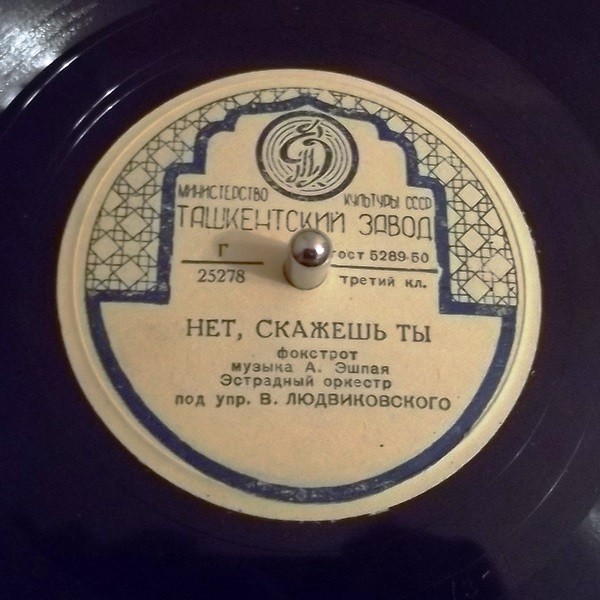 МИНИСТЕРСТВО КУЛЬТУРЫ СССР
ТАШКЕНТСКИЙ ЗАВОД
Г ГОСТ 5289-50
25278 третий кл.
НЕТ, СКАЖЕШЬ ТЫ
фокстрот
музыка А. Эшпая
Эстрадный оркестр
под упр. В. ЛЮДВИКОВСКОГО